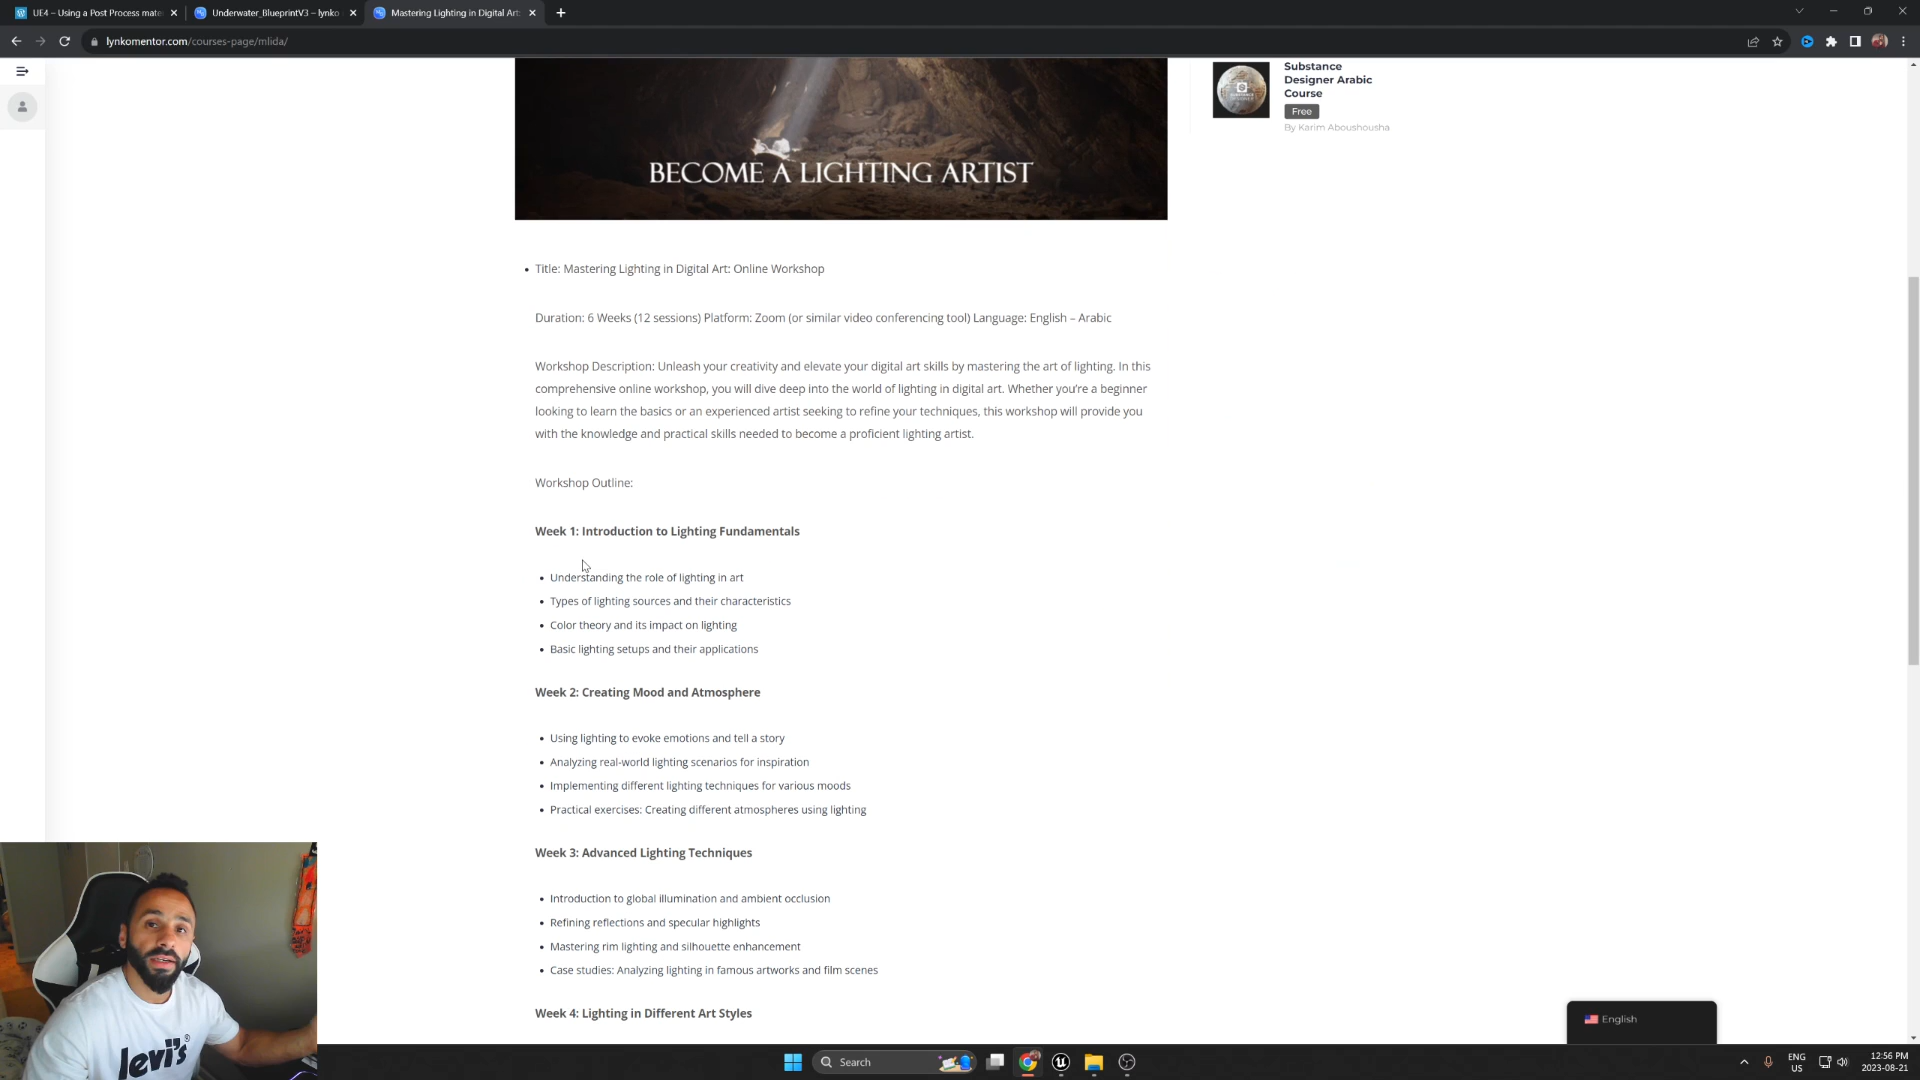 UE4 – Using a Post Process mate
Underwater_BlueprintV3 – lynko
Mastering Lighting in Digital Art:
lynkomentor.com/courses-page/mlida/
Substance
Designer Arabic
Course
Free
By Karim Aboushousha
BECOME A LIGHTING ARTIST
• Title: Mastering Lighting in Digital Art: Online Workshop
Duration: 6 Weeks (12 sessions) Platform: Zoom (or similar video conferencing tool) Language: English – Arabic
Workshop Description: Unleash your creativity and elevate your digital art skills by mastering the art of lighting. In this
comprehensive online workshop, you will dive deep into the world of lighting in digital art. Whether you're a beginner
looking to learn the basics or an experienced artist seeking to refine your techniques, this workshop will provide you
with the knowledge and practical skills needed to become a proficient lighting artist.
Workshop Outline:
Week 1: Introduction to Lighting Fundamentals
• Understanding the role of lighting in art
• Types of lighting sources and their characteristics
• Color theory and its impact on lighting
• Basic lighting setups and their applications
Week 2: Creating Mood and Atmosphere
• Using lighting to evoke emotions and tell a story
• Analyzing real-world lighting scenarios for inspiration
• Implementing different lighting techniques for various moods
• Practical exercises: Creating different atmospheres using lighting
Week 3: Advanced Lighting Techniques
• Introduction to global illumination and ambient occlusion
• Refining reflections and specular highlights
• Mastering rim lighting and silhouette enhancement
• Case studies: Analyzing lighting in famous artworks and film scenes
Week 4: Lighting in Different Art Styles
English
levi's®
Search
ENG
US
12:56 PM
2023-08-21